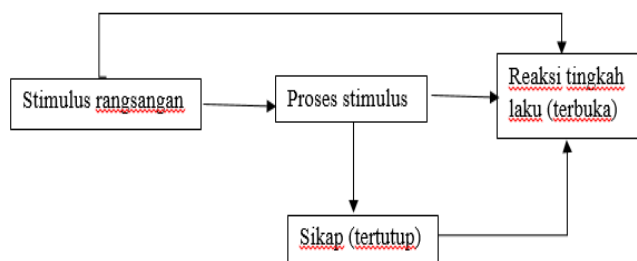 Stimulus rangsangan
Proses stimulus
Reaksi tingkah
laku (terbuka)
Sikap (tertutup)